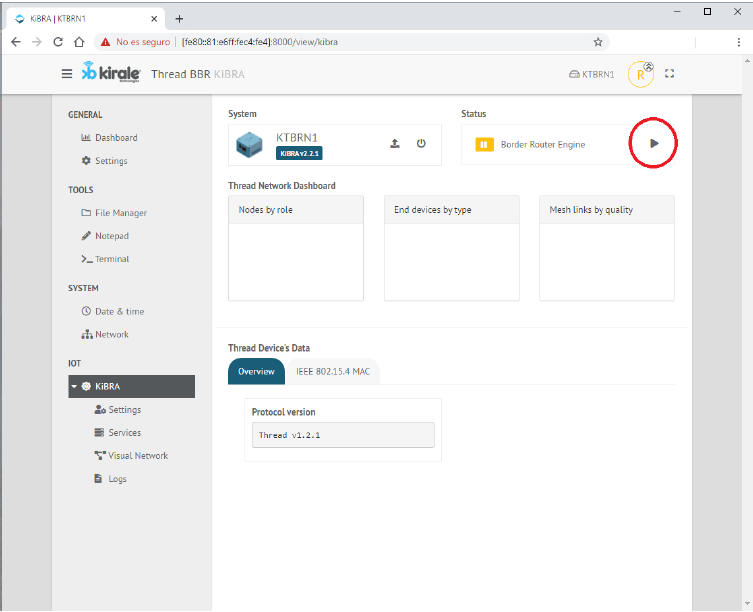 KiBRA | KTBRN1
No es seguro | [fe80::81:e6ff:fec4:fe4]:8000/view/kibra
kirale
Thread BBR KiBRA
KTBRN1
R
GENERAL
Dashboard
Settings
TOOLS
File Manager
Notepad
Terminal
SYSTEM
Date & time
Network
IOT
KiBRA
Settings
Services
Visual Network
Logs
System
KTBRN1
KIBRA v2.2.1
Status
Border Router Engine
Thread Network Dashboard
Nodes by role
End devices by type
Mesh links by quality
Thread Device's Data
Overview
IEEE 802.15.4 MAC
Protocol version
Thread v1.2.1